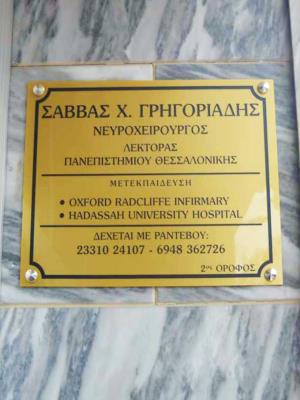 ΣΑΒΒΑΣ Χ. ΓΡΗΓΟΡΙΑΔΗΣ
ΝΕΥΡΟΧΕΙΡΟΥΡΓΟΣ
ΛΕΚΤΟΡΑΣ
ΠΑΝΕΠΙΣΤΗΜΙΟΥ ΘΕΣΣΑΛΟΝΙΚΗΣ
ΜΕΤΕΚΠΑΙΔΕΥΣΗ
• OXFORD RADCLIFFE INFIRMARY
• HADASSAH UNIVERSITY HOSPITAL
ΔΕΧΕΤΑΙ ΜΕ ΡΑΝΤΕΒΟΥ:
23310 24107 - 6948 362726
2ος ΟΡΟΦΟΣ